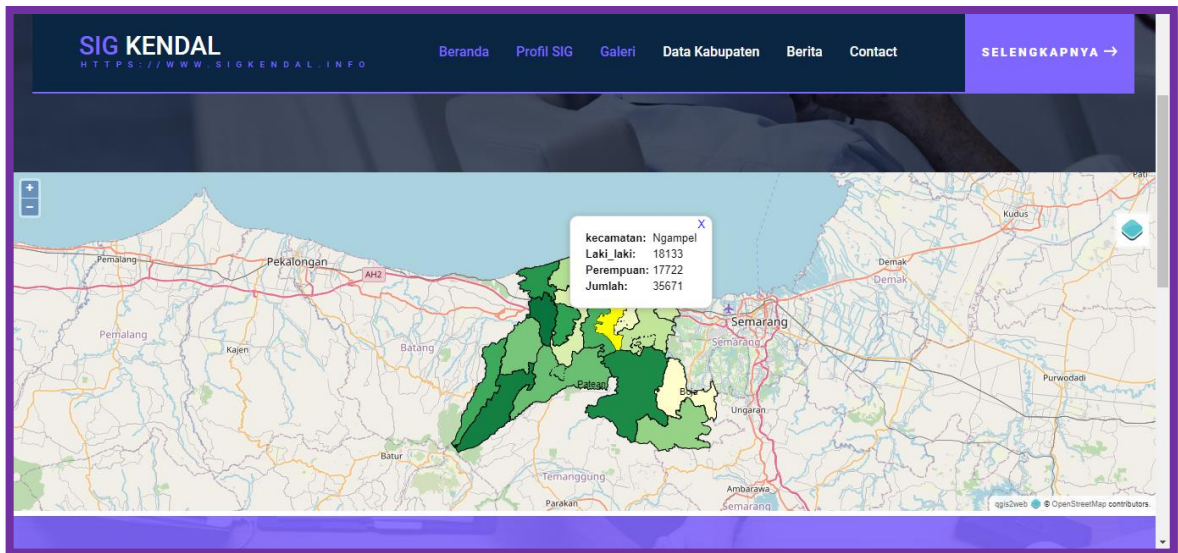 SIG KENDAL
HTTPS://WWW.SIGKENDAL.INFO
Beranda Profil SIG Galeri Data Kabupaten Berita Contact
SELENGKAPNYA →
+
−
Pati
Kudus
X
kecamatan: Ngampel
Laki_laki: 18133
Perempuan: 17722
Jumlah: 35671
Pemalang
Pekalongan
AH2
Demak
Demak
Semarang
Pemalang
Kajen
Batang
Semarang
Patean
Boja
Purwodadi
Ungaran
Batur
Temanggung
Ambarawa
Parakan
Semarang
qgis2web © OpenStreetMap contributors.